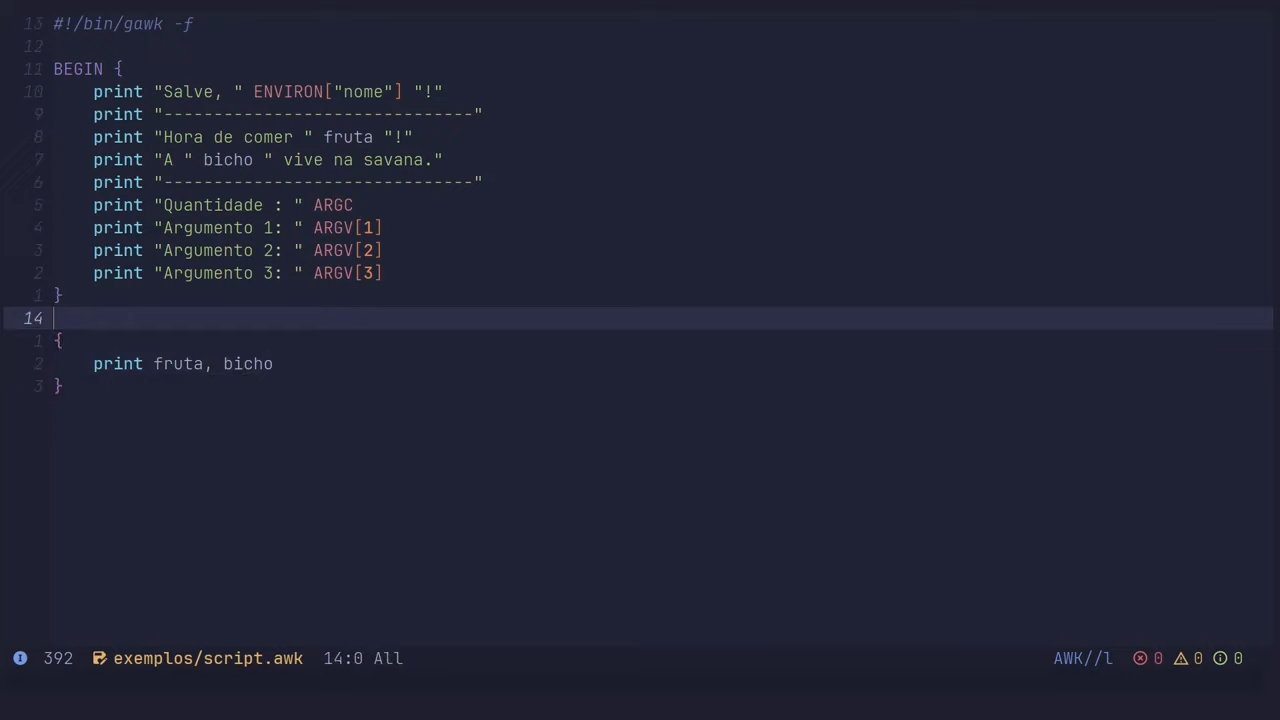 13 #!/bin/gawk -f
12
11 BEGIN {
10 print "Salve, " ENVIRON["nome"] "!"
9 print "-------------------------------"
8 print "Hora de comer " fruta "!"
7 print "A " bicho " vive na savana."
6 print "-------------------------------"
5 print "Quantidade : " ARGC
4 print "Argumento 1: " ARGV[1]
3 print "Argumento 2: " ARGV[2]
2 print "Argumento 3: " ARGV[3]
1 }
14
1 {
2 print fruta, bicho
3 }
I 392 exemplos/script.awk 14:0 All AWK//l 0 0 0